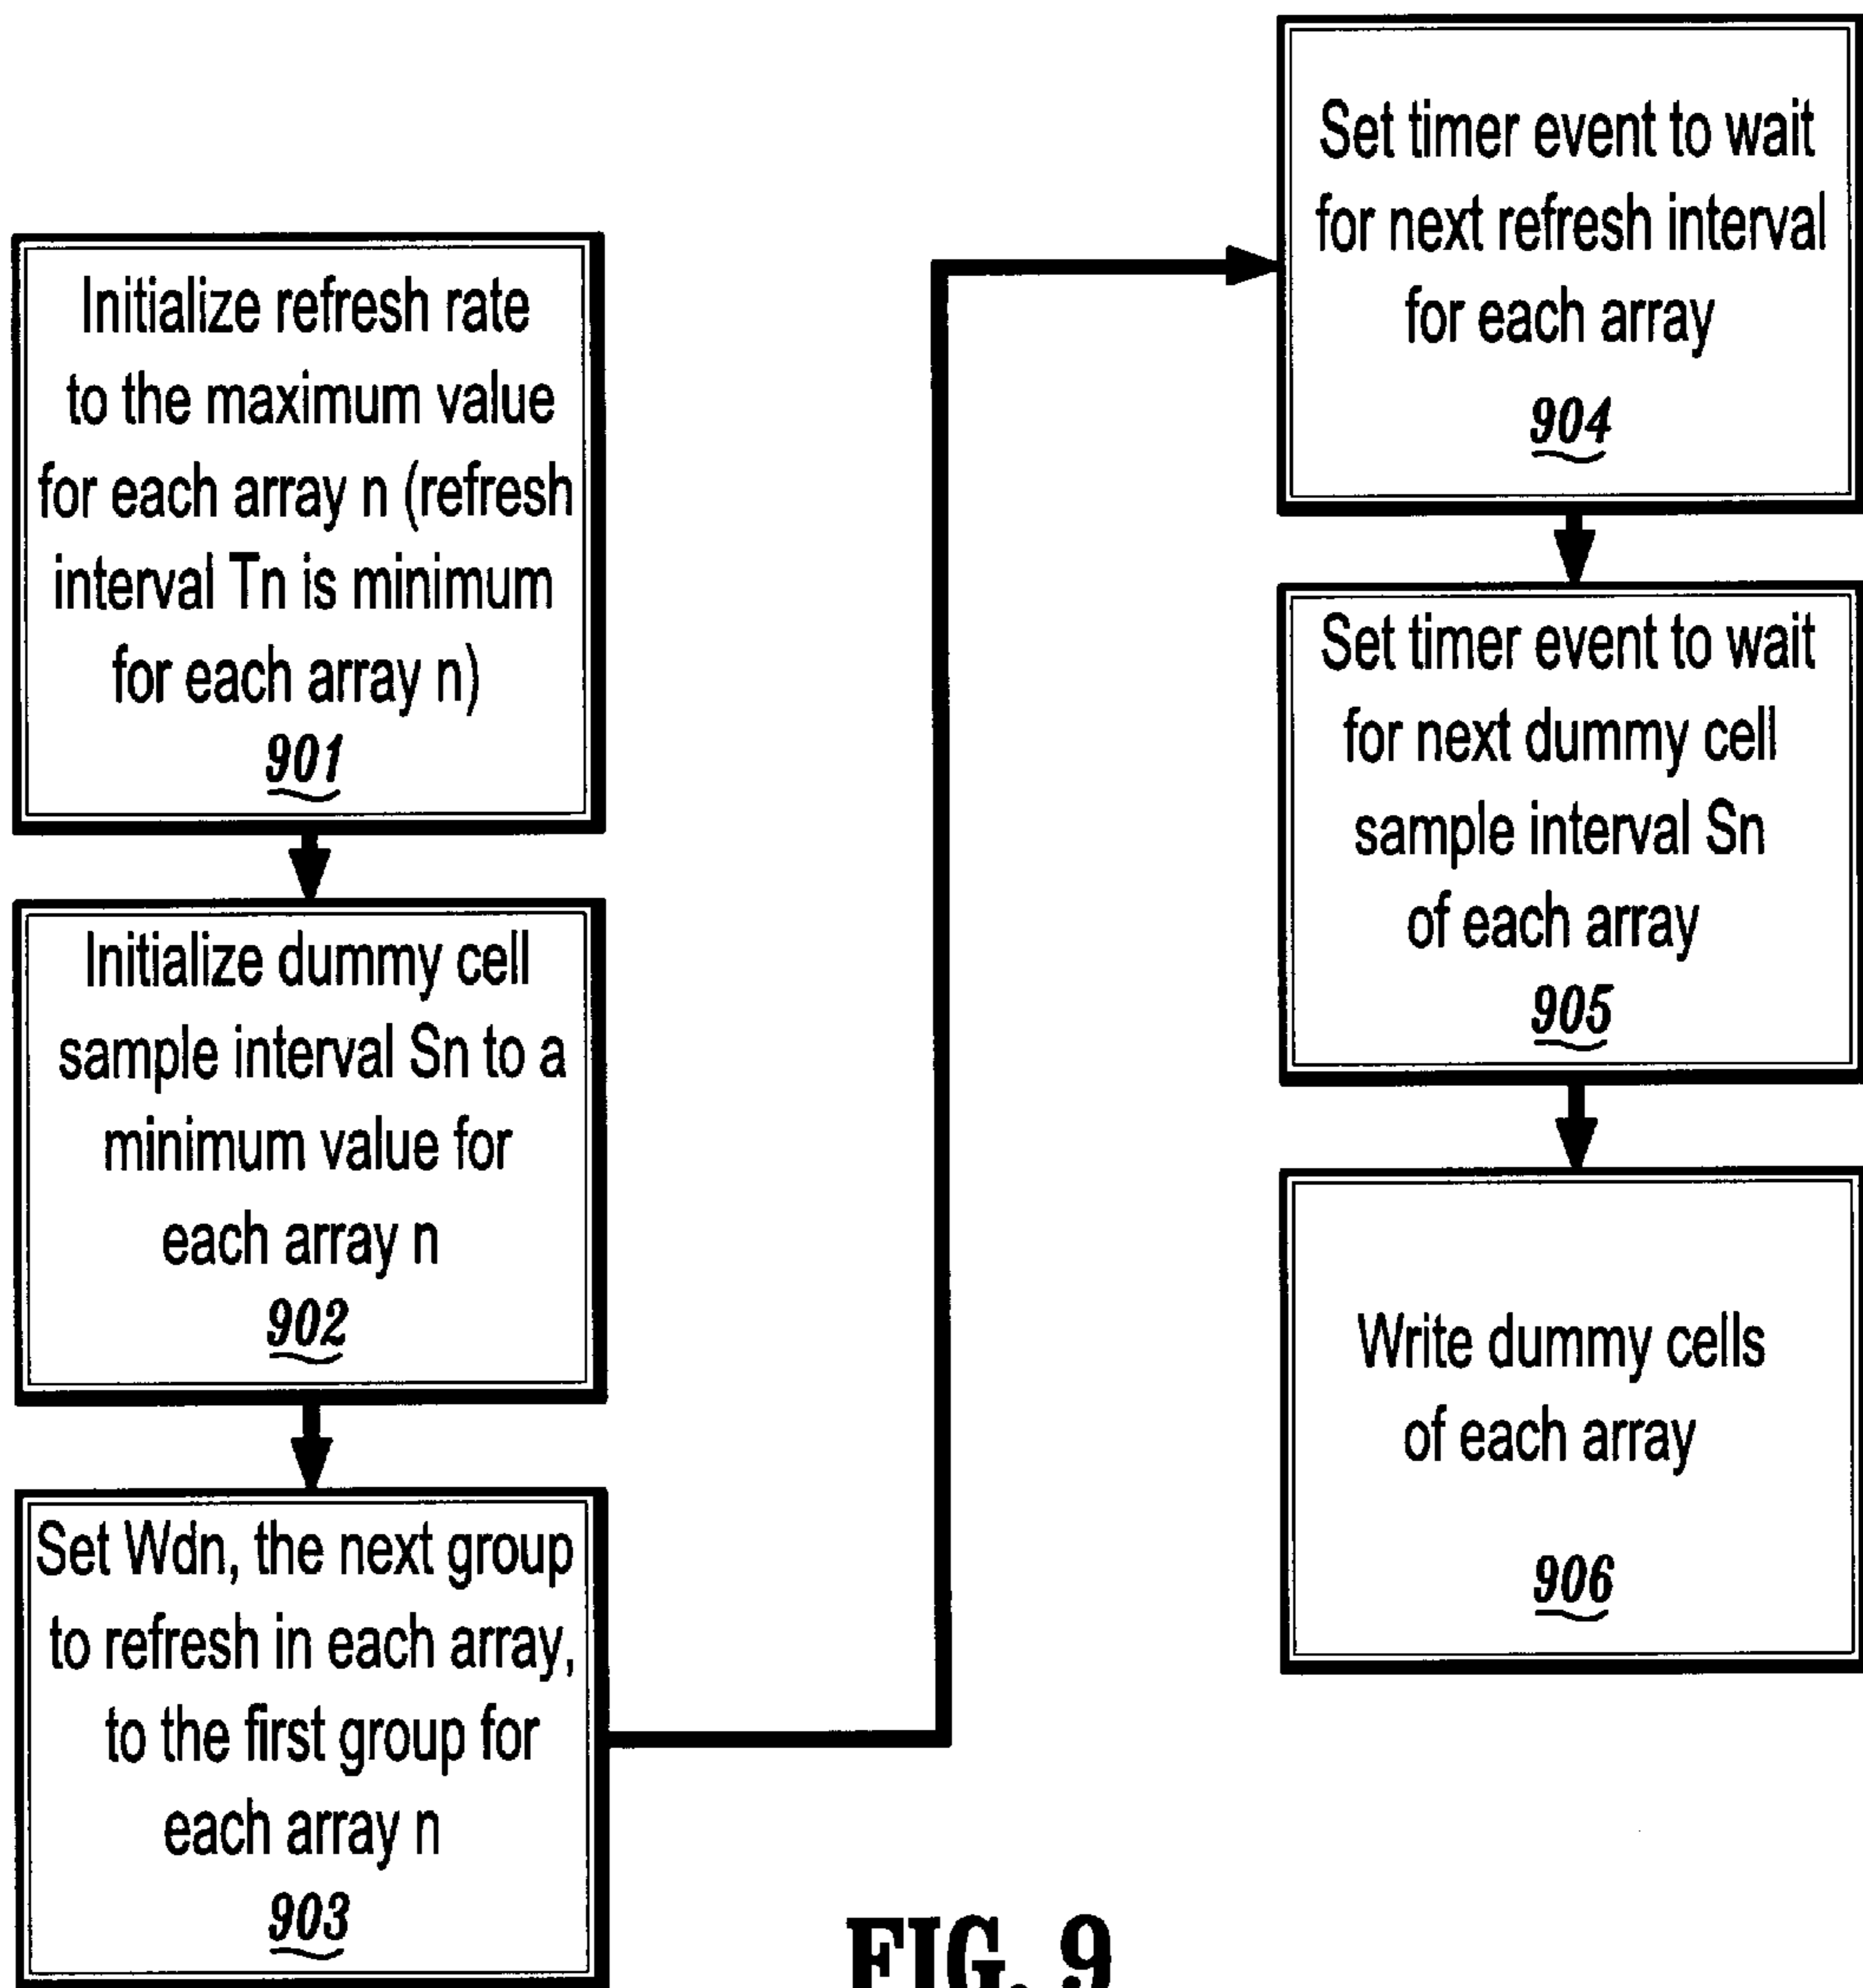 Initialize refresh rate
to the maximum value
for each array n (refresh
interval Tn is minimum
for each array n)
901
Initialize dummy cell
sample interval Sn to a
minimum value for
each array n
902
Set Wdn, the next group
to refresh in each array,
to the first group for
each array n
903
Set timer event to wait
for next refresh interval
for each array
904
Set timer event to wait
for next dummy cell
sample interval Sn
of each array
905
Write dummy cells
of each array
906
FIG. 9